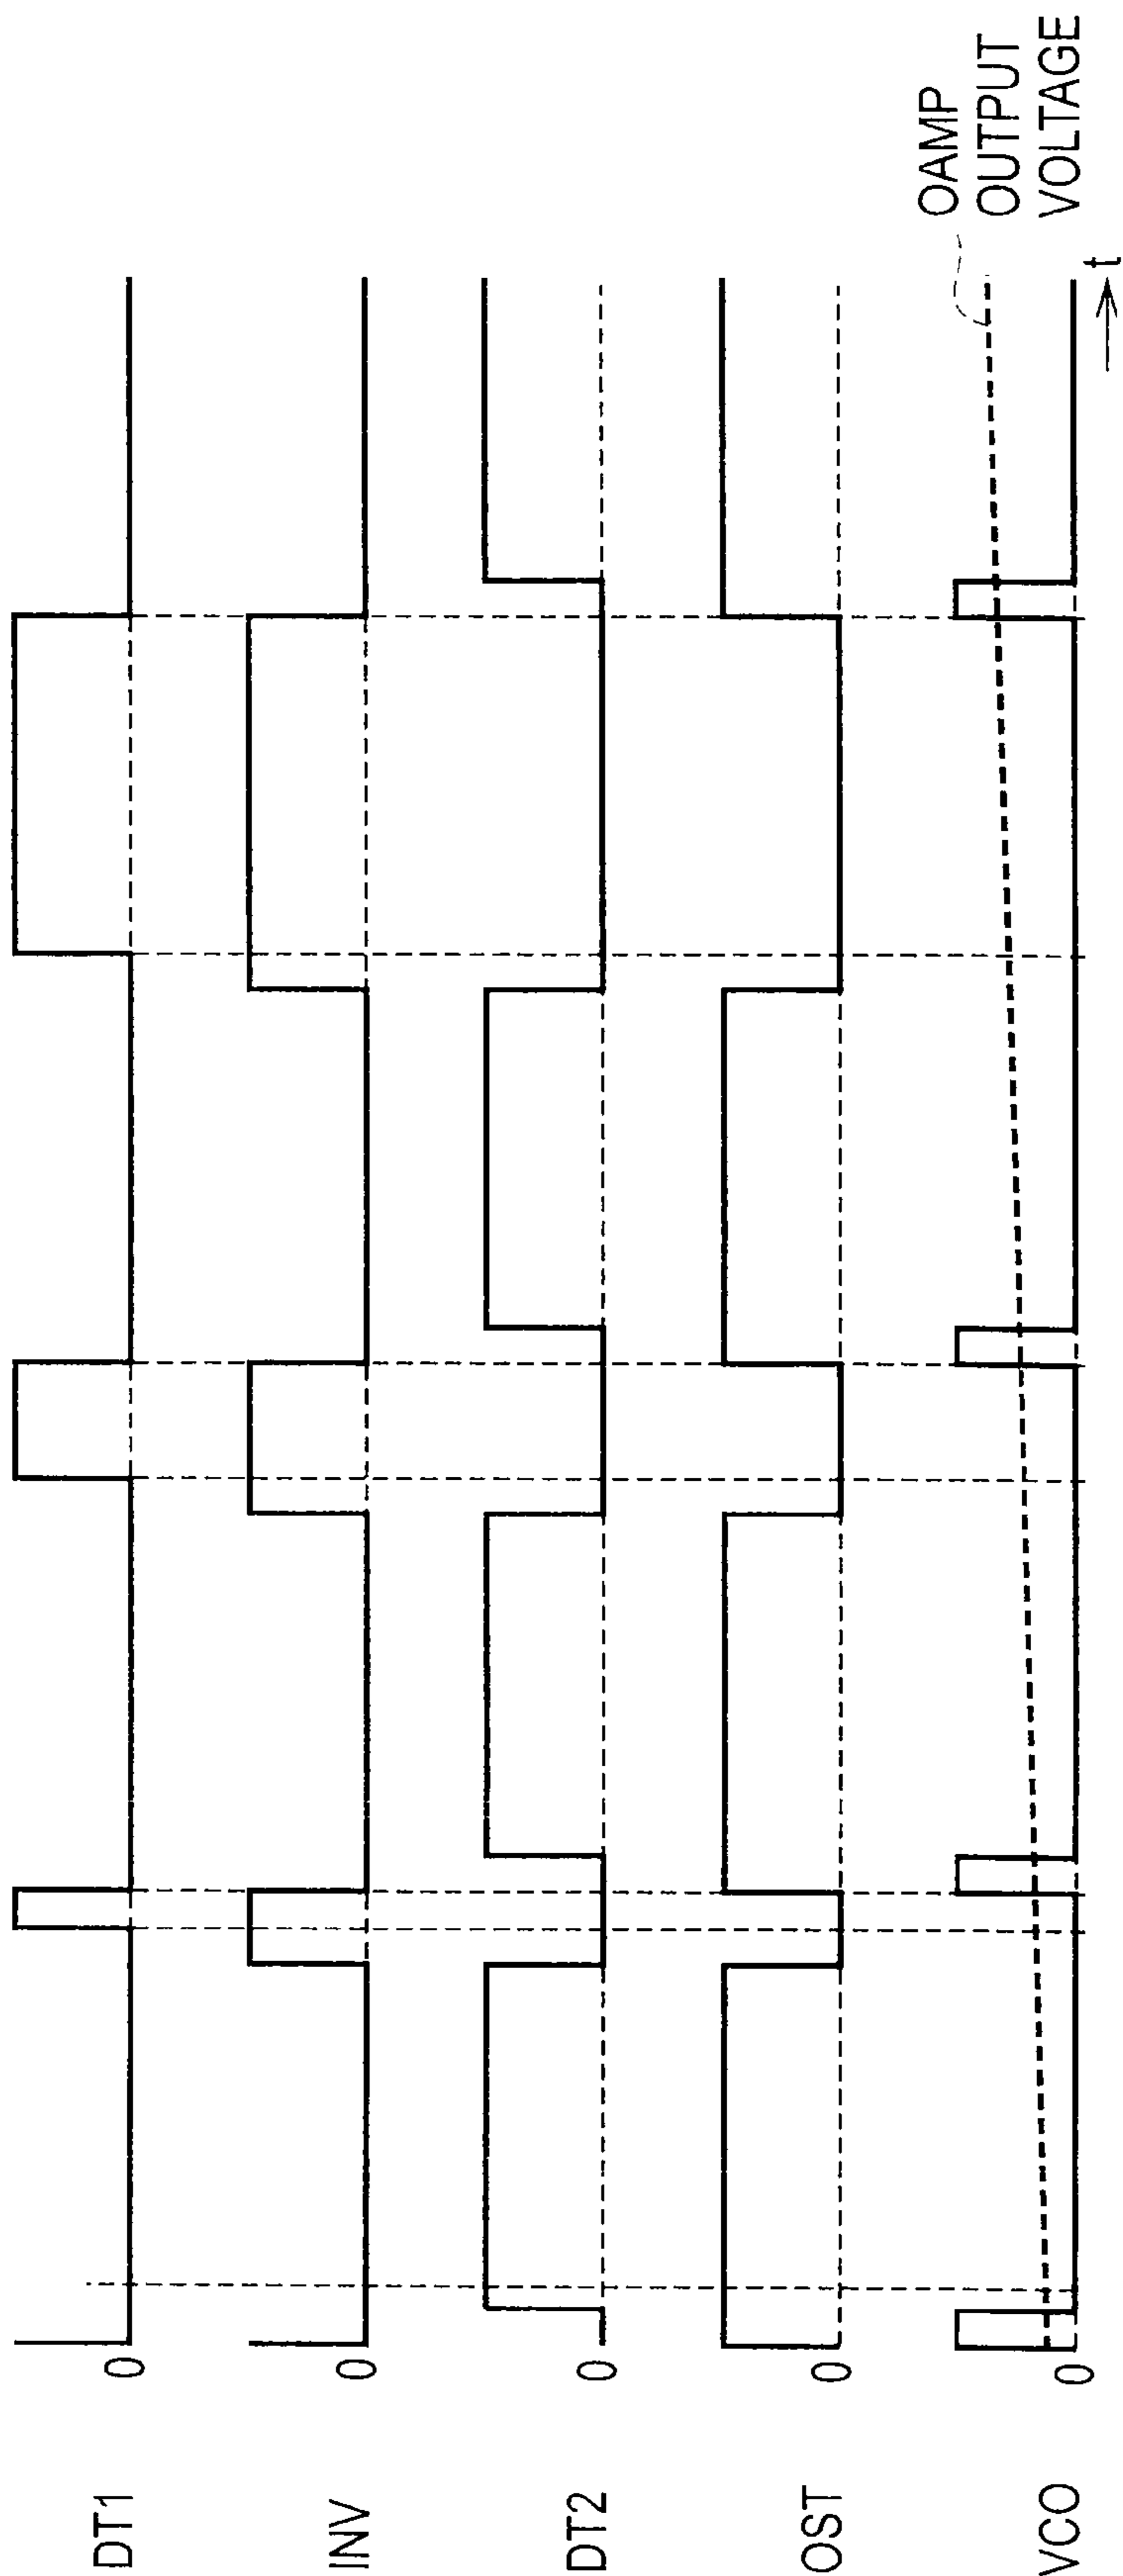 DT1
0
INV
0
DT2
0
OST
0
VCO
0
OAMP
OUTPUT
VOLTAGE
t